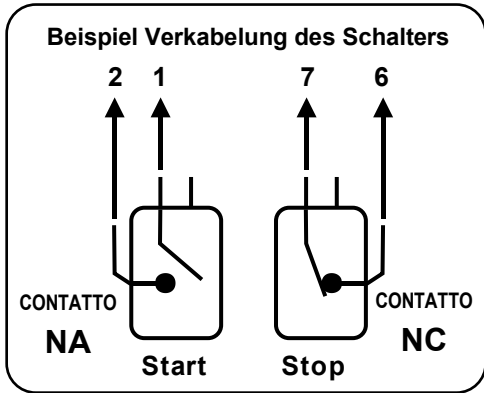 Beispiel Verkabelung des Schalters
2 1 7 6
CONTATTO CONTATTO
NA NC
Start Stop